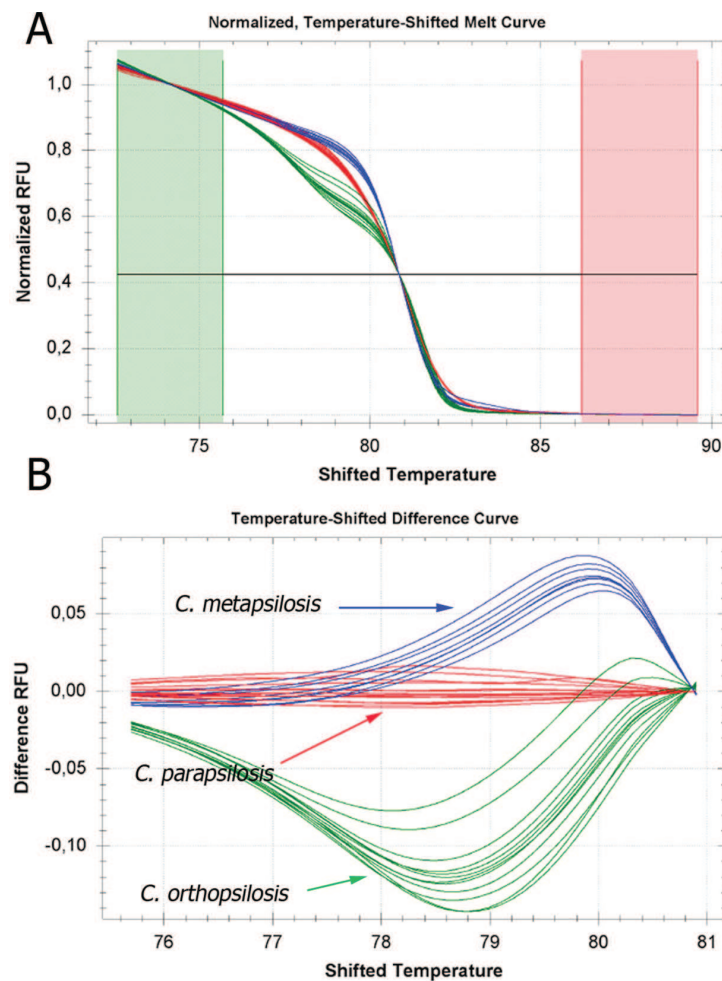 A
Normalized, Temperature-Shifted Melt Curve
Normalized RFU
1,0
0,8
0,6
0,4
0,2
0,0
75
80
85
90
Shifted Temperature
B
Temperature-Shifted Difference Curve
Difference RFU
0,05
0,00
-0,05
-0,10
C. metapsilosis
C. parapsilosis
C. orthopsilosis
76
77
78
79
80
81
Shifted Temperature